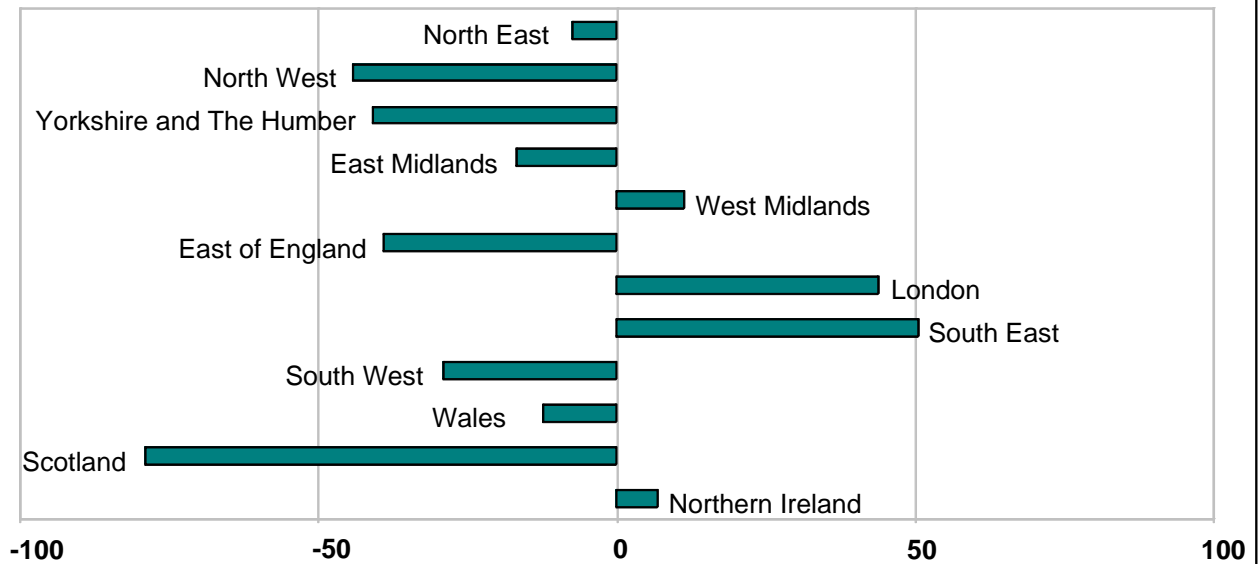 North East
North West
Yorkshire and The Humber
East Midlands
West Midlands
East of England
London
South East
South West
Wales
Scotland
Northern Ireland
-100 -50 0 50 100